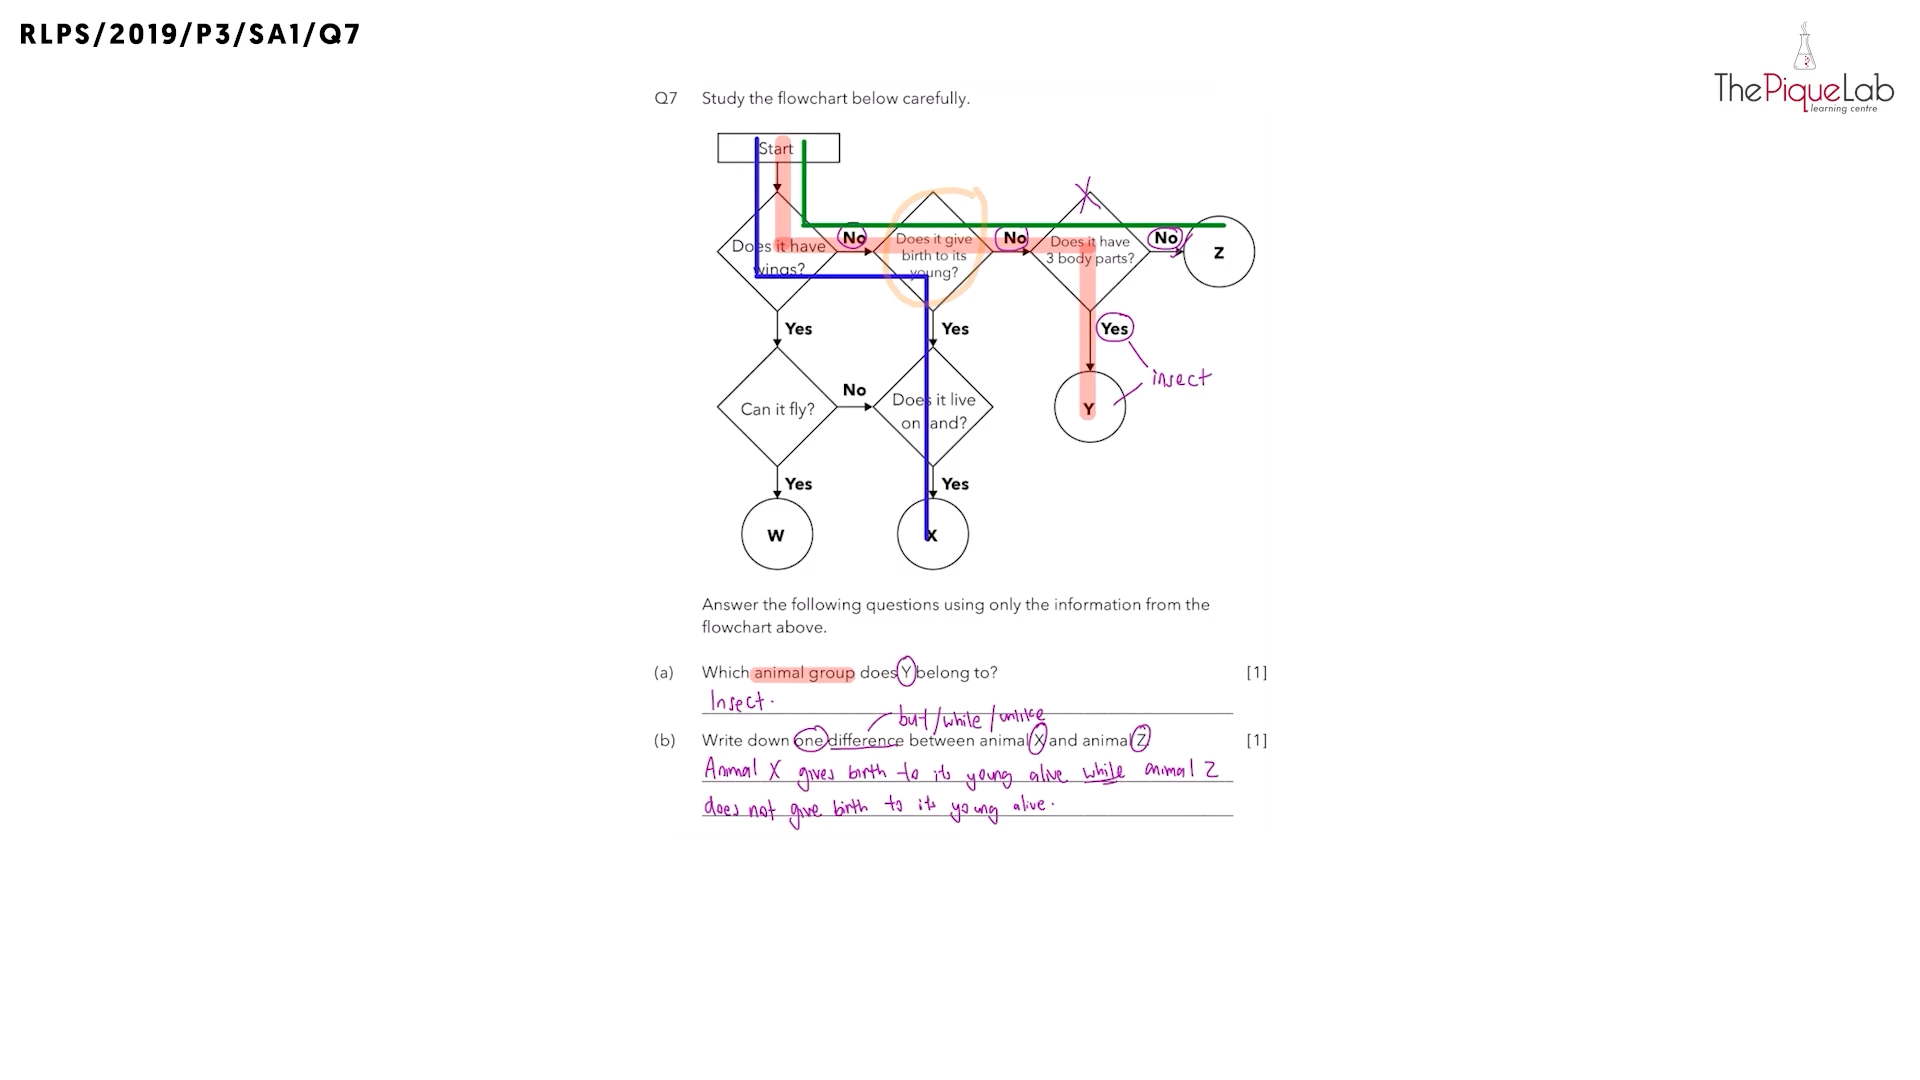 RLPS/2019/P3/SA1/Q7
ThePiqueLab
learning centre
Q7 Study the flowchart below carefully.
Start
Does it have
wings?
No
Does it give
birth to its
young?
No
Does it have
3 body parts?
No
Z
Yes
Yes
Yes
insect
Can it fly?
No
Does it live
on land?
Y
Yes
Yes
W
X
Answer the following questions using only the information from the
flowchart above.
(a) Which animal group does Y belong to? [1]
Insect.
but/while/unlike
(b) Write down one difference between animal X and animal Z. [1]
Animal X gives birth to its young alive while animal Z
does not give birth to its young alive.